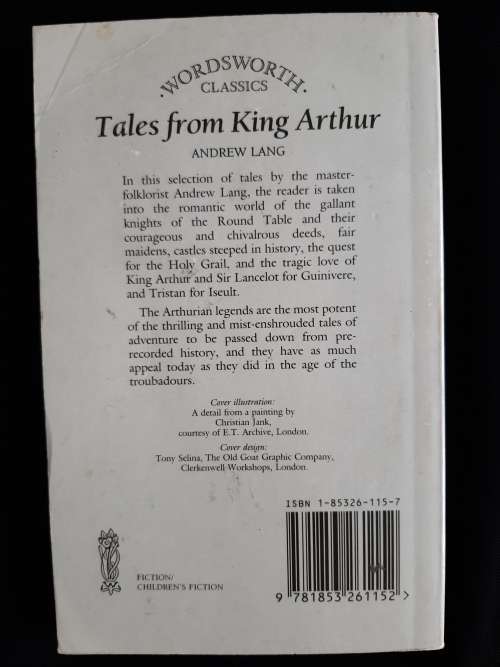 ·WORDSWORTH·
CLASSICS
Tales from King Arthur
ANDREW LANG
In this selection of tales by the master-
folklorist Andrew Lang, the reader is taken
into the romantic world of the gallant
knights of the Round Table and their
courageous and chivalrous deeds, fair
maidens, castles steeped in history, the quest
for the Holy Grail, and the tragic love of
King Arthur and Sir Lancelot for Guinivere,
and Tristan for Iseult.
The Arthurian legends are the most potent
of the thrilling and mist-enshrouded tales of
adventure to be passed down from pre-
recorded history, and they have as much
appeal today as they did in the age of the
troubadours.
Cover illustration:
A detail from a painting by
Christian Jank,
courtesy of E.T. Archive, London.
Cover design:
Tony Selina, The Old Goat Graphic Company,
Clerkenwell Workshops, London.
ISBN 1-85326-115-7
9 781853 261152 >
FICTION/
CHILDREN'S FICTION